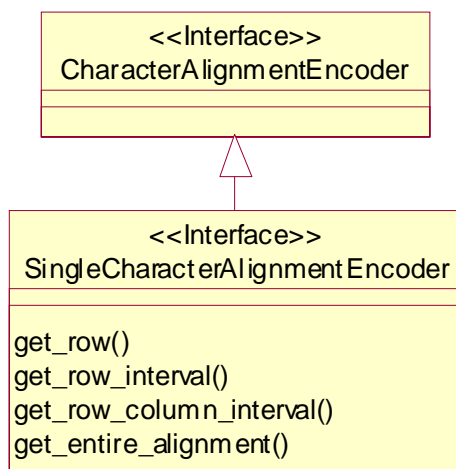 <<Interface>>
CharacterAlignmentEncoder
<<Interface>>
SingleCharacterAlignmentEncoder
get_row()
get_row_interval()
get_row_column_interval()
get_entire_alignment()